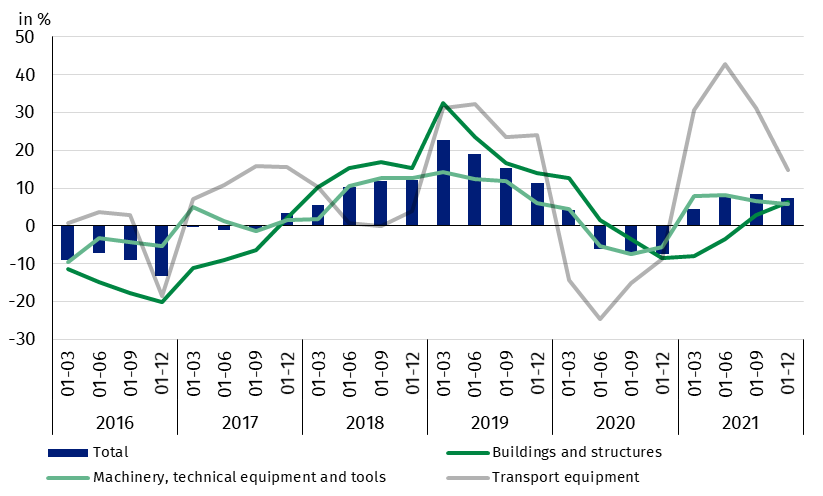 in %
50
40
30
20
10
0
-10
-20
-30
01-03 01-06 01-09 01-12 01-03 01-06 01-09 01-12 01-03 01-06 01-09 01-12 01-03 01-06 01-09 01-12 01-03 01-06 01-09 01-12 01-03 01-06 01-09 01-12
2016 2017 2018 2019 2020 2021
Total Buildings and structures
Machinery, technical equipment and tools Transport equipment